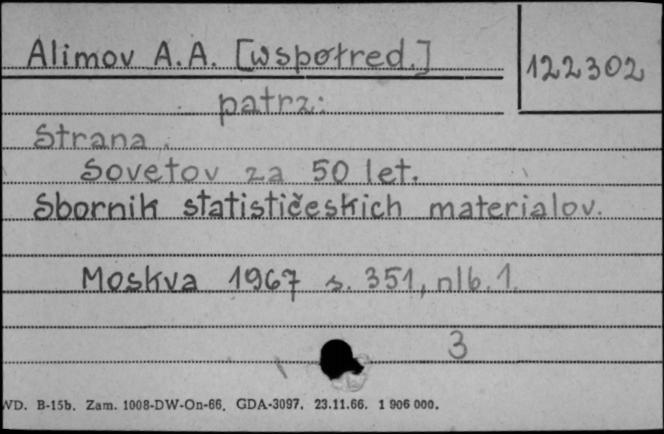 Alimov A.A. [wspołred.]
122302
patrz:
Strana
Sovetov za 50 let.
Sbornik statističeskich materialov.
Moskva 1967 s. 351, nlb. 1.
3
WD. B-15b. Zam. 1008-DW-On-66. GDA-3097. 23.11.66. 1 906 000.